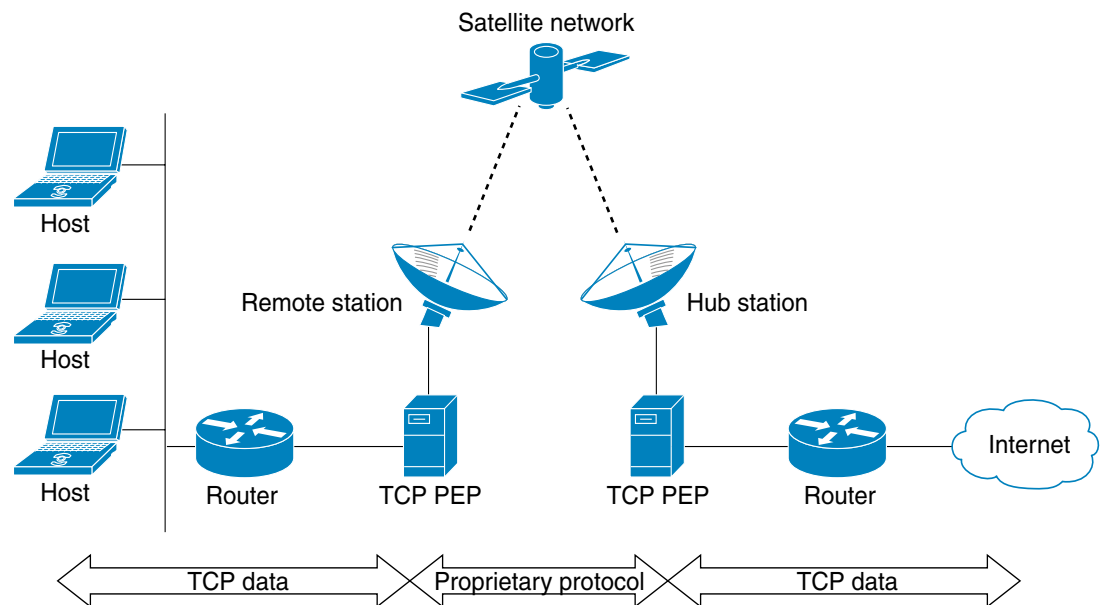 Satellite network
Host
Remote station
Hub station
Host
Internet
Host
Router
TCP PEP
TCP PEP
Router
TCP data
Proprietary protocol
TCP data